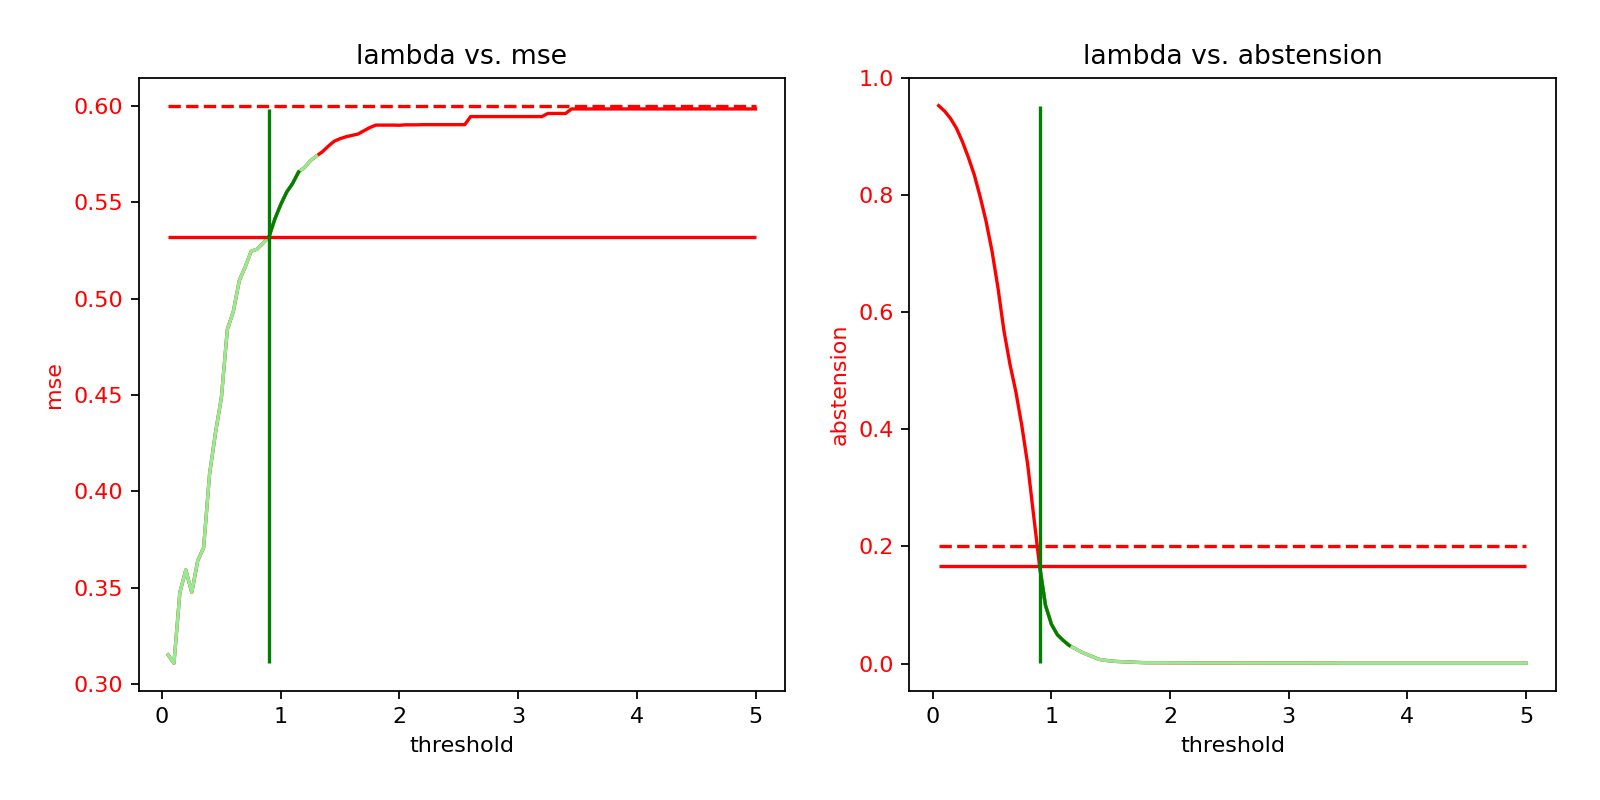 lambda vs. mse
mse
0.60
0.55
0.50
0.45
0.40
0.35
0.30
0 1 2 3 4 5
threshold
lambda vs. abstension
abstension
1.0
0.8
0.6
0.4
0.2
0.0
0 1 2 3 4 5
threshold